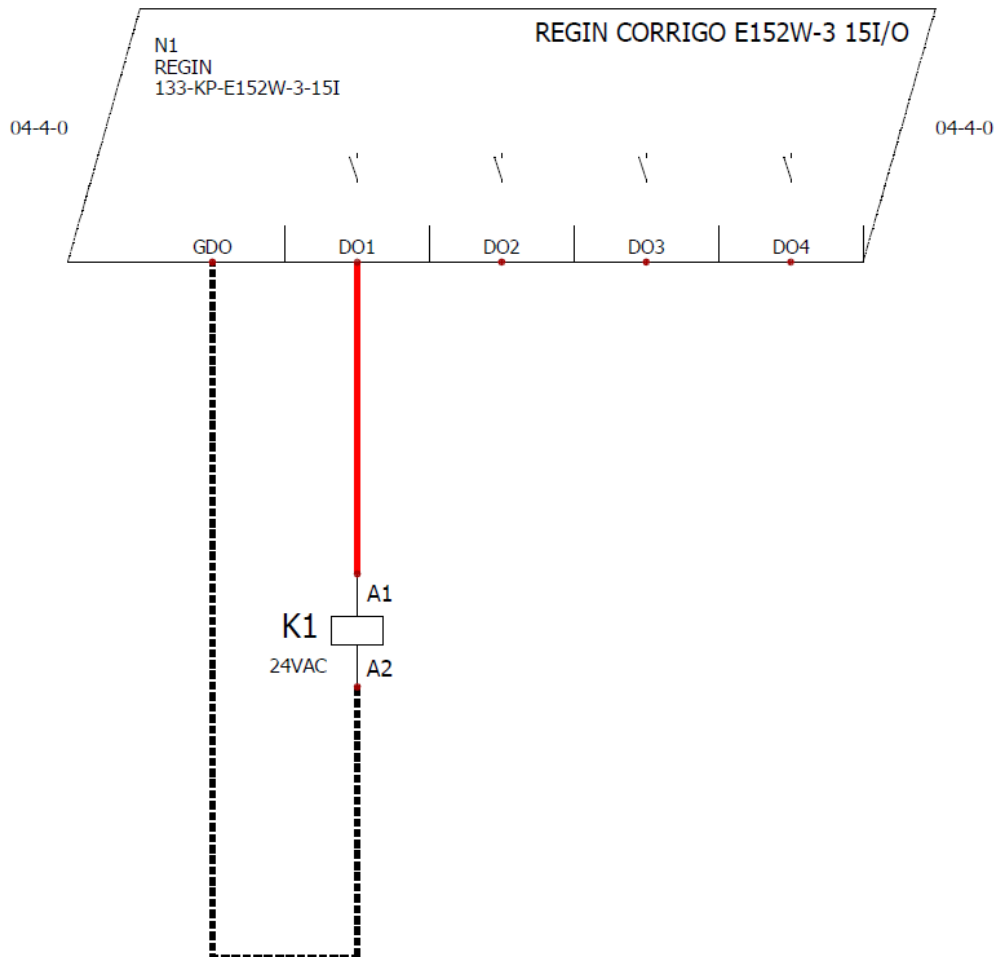 REGIN CORRIGO E152W-3 15I/O
N1
REGIN
133-KP-E152W-3-15I
04-4-0
04-4-0
GDO DO1 DO2 DO3 DO4
A1
K1
24VAC
A2